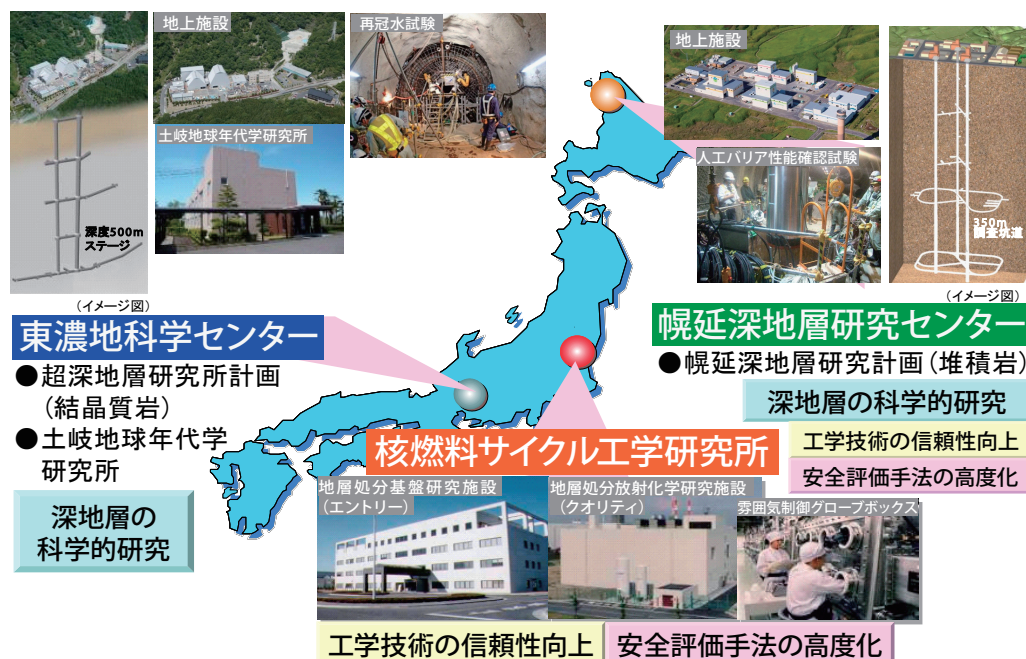 地上施設
土岐地球年代学研究所
深度500m
ステージ
（イメージ図）
再冠水試験
地上施設
人工バリア性能確認試験
350m
調査坑道
（イメージ図）
東濃地科学センター
●超深地層研究所計画
（結晶質岩）
●土岐地球年代学
研究所
深地層の
科学的研究
幌延深地層研究センター
●幌延深地層研究計画（堆積岩）
深地層の科学的研究
工学技術の信頼性向上
安全評価手法の高度化
核燃料サイクル工学研究所
地層処分基盤研究施設
（エントリー）
地層処分放射化学研究施設
（クオリティ）
雰囲気制御グローブボックス
工学技術の信頼性向上
安全評価手法の高度化